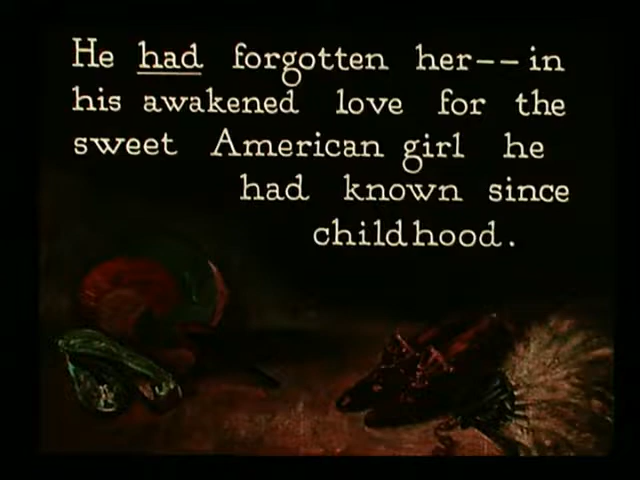 He had forgotten her--in
his awakened love for the
sweet American girl he
had known since
childhood.